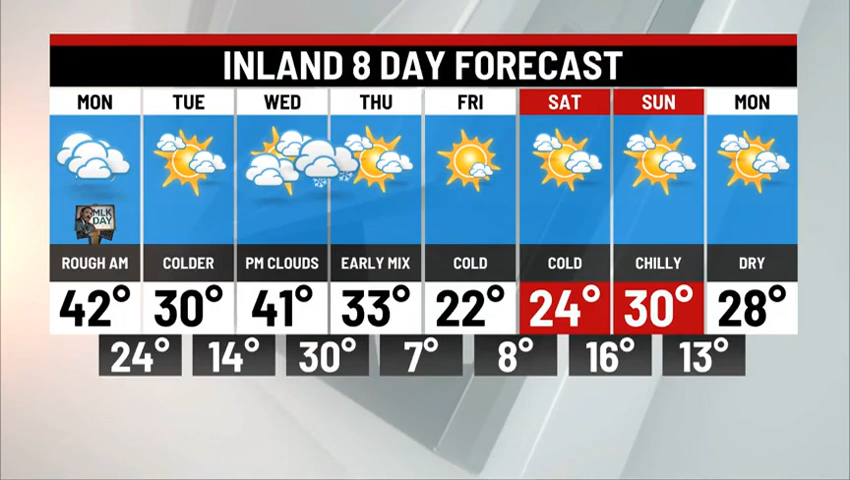 INLAND 8 DAY FORECAST
MON TUE WED THU FRI SAT SUN MON
MLK
DAY
ROUGH AM COLDER PM CLOUDS EARLY MIX COLD COLD CHILLY DRY
42° 30° 41° 33° 22° 24° 30° 28°
24° 14° 30° 7° 8° 16° 13°